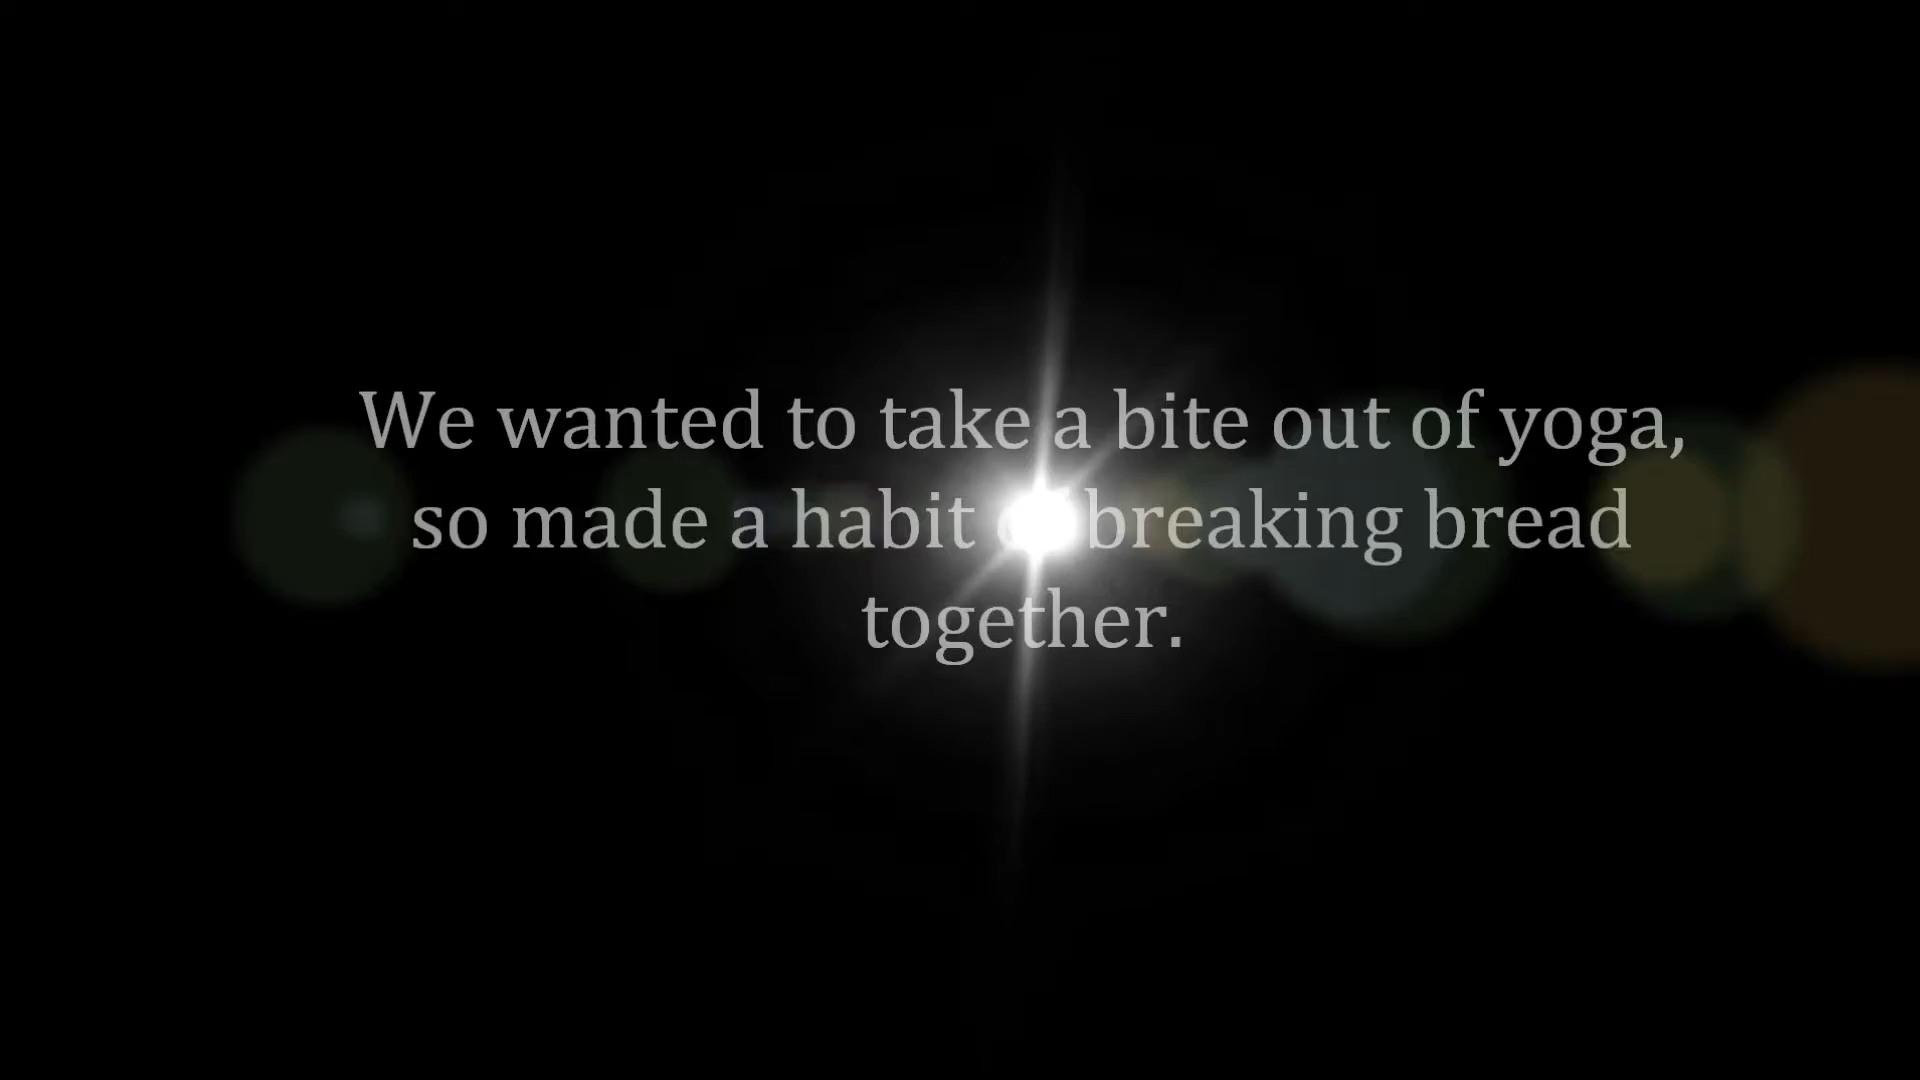 We wanted to take a bite out of yoga,
so made a habit breaking bread
together.